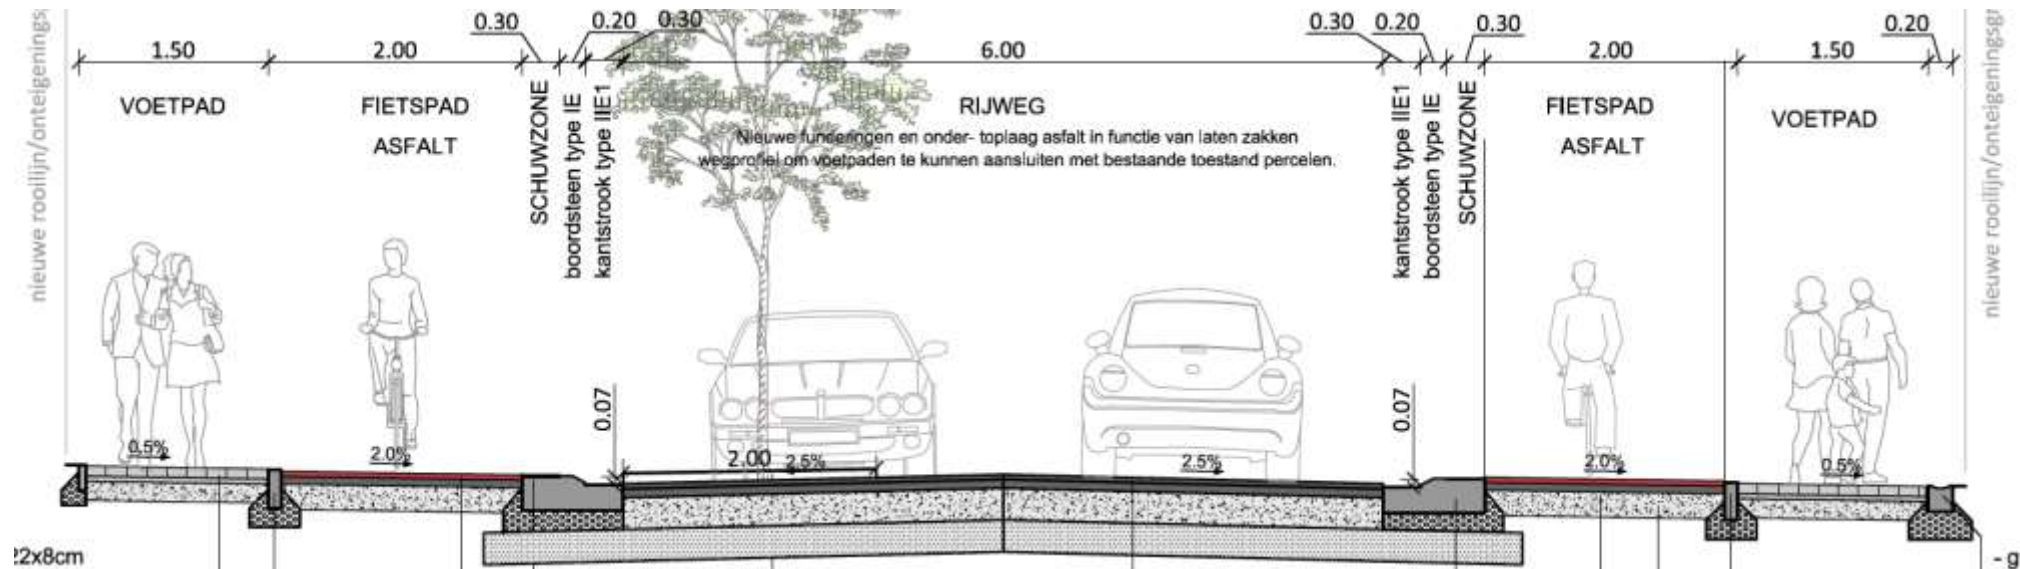 nieuwe rooilijn/onteigenings
0.30
0.20
0.30
0.30
0.20
0.30
0.20
1.50
2.00
6.00
2.00
1.50
VOETPAD
FIETSPAD
ASFALT
SCHUWZONE
boordsteen type IE
kantstrook type IIE1
RIJWEG
Nieuwe funderingen en onder- toplaag asfalt in functie van laten zakken
wegprofiel om voetpaden te kunnen aansluiten met bestaande toestand percelen.
kantstrook type IIE1
boordsteen type IE
SCHUWZONE
FIETSPAD
ASFALT
VOETPAD
nieuwe rooilijn/onteigeningsgr
0.07
0.07
0.5%
2.0%
2.00
2.5%
2.5%
2.0%
0.5%
22x8cm
- g